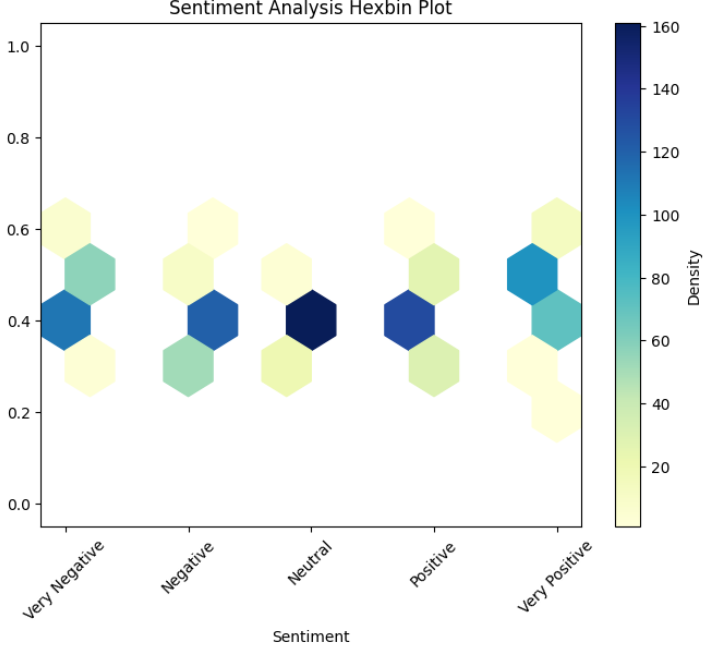 Sentiment Analysis Hexbin Plot
1.0
0.8
0.6
0.4
0.2
0.0
Very Negative
Negative
Neutral
Positive
Very Positive
Sentiment
160
140
120
100
80
60
40
20
Density